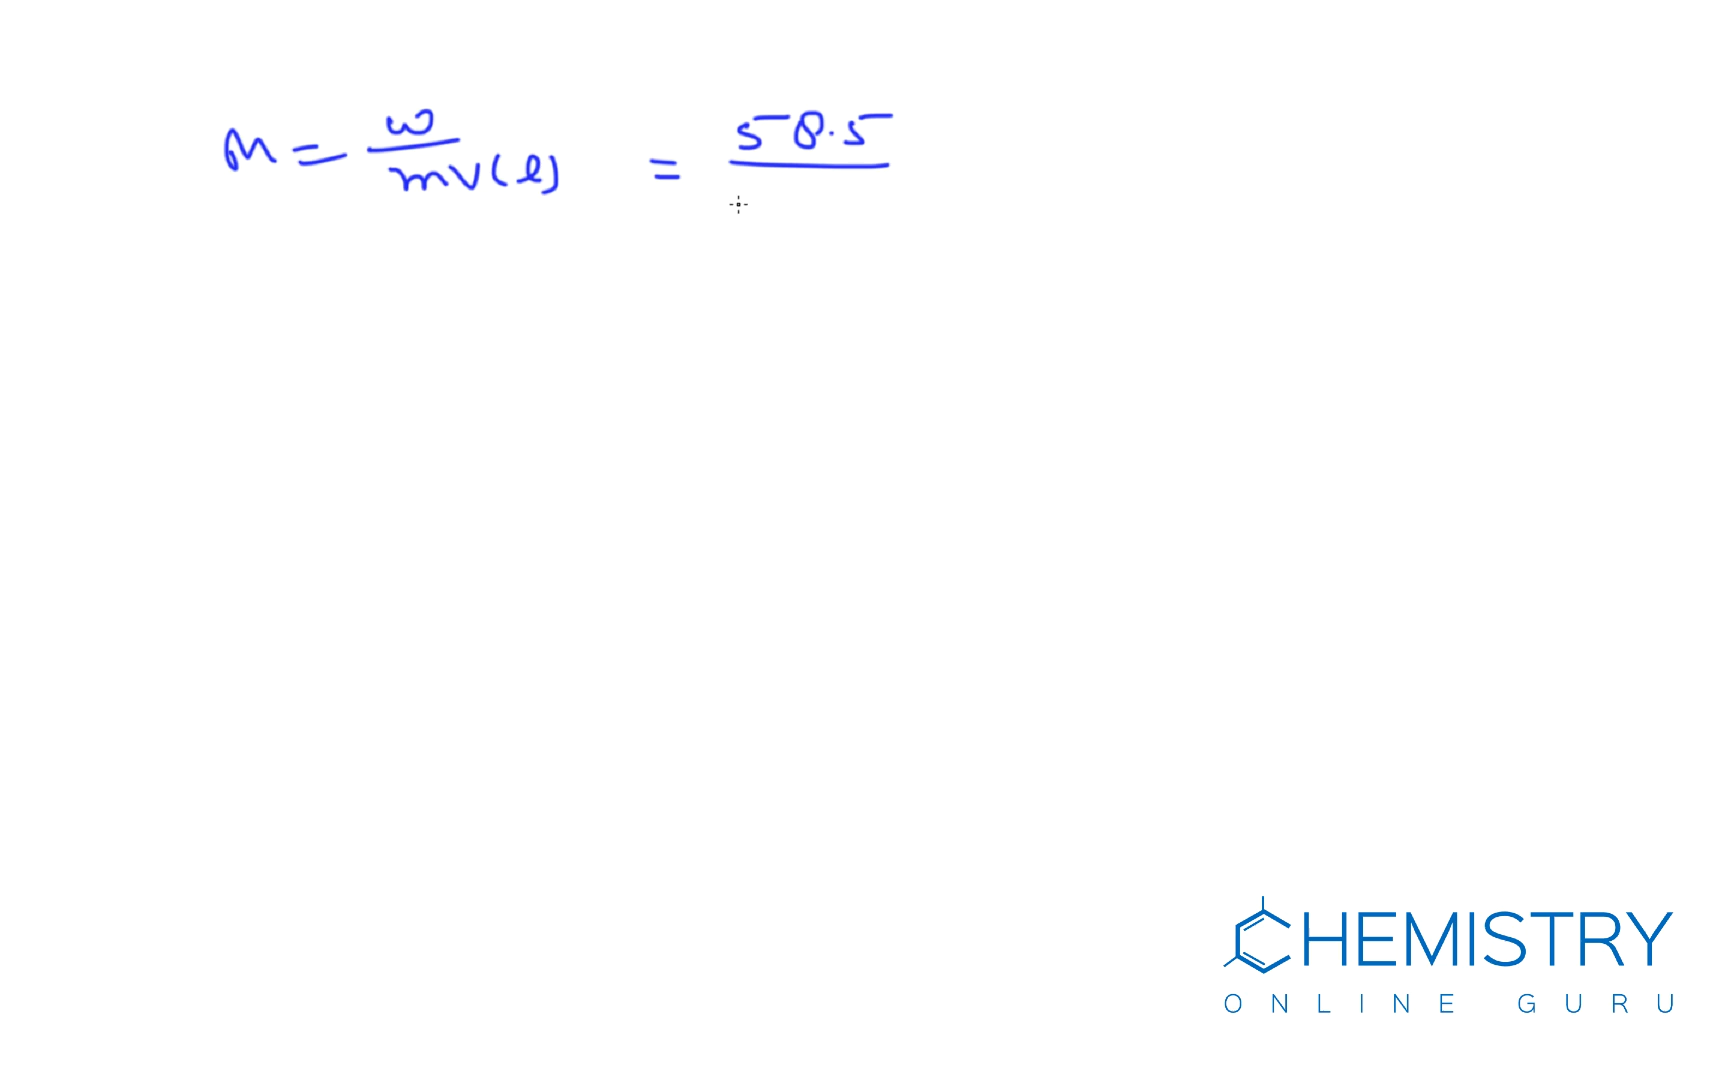 M = w / mV(l) = 58.5 /
CHEMISTRY
ONLINE GURU